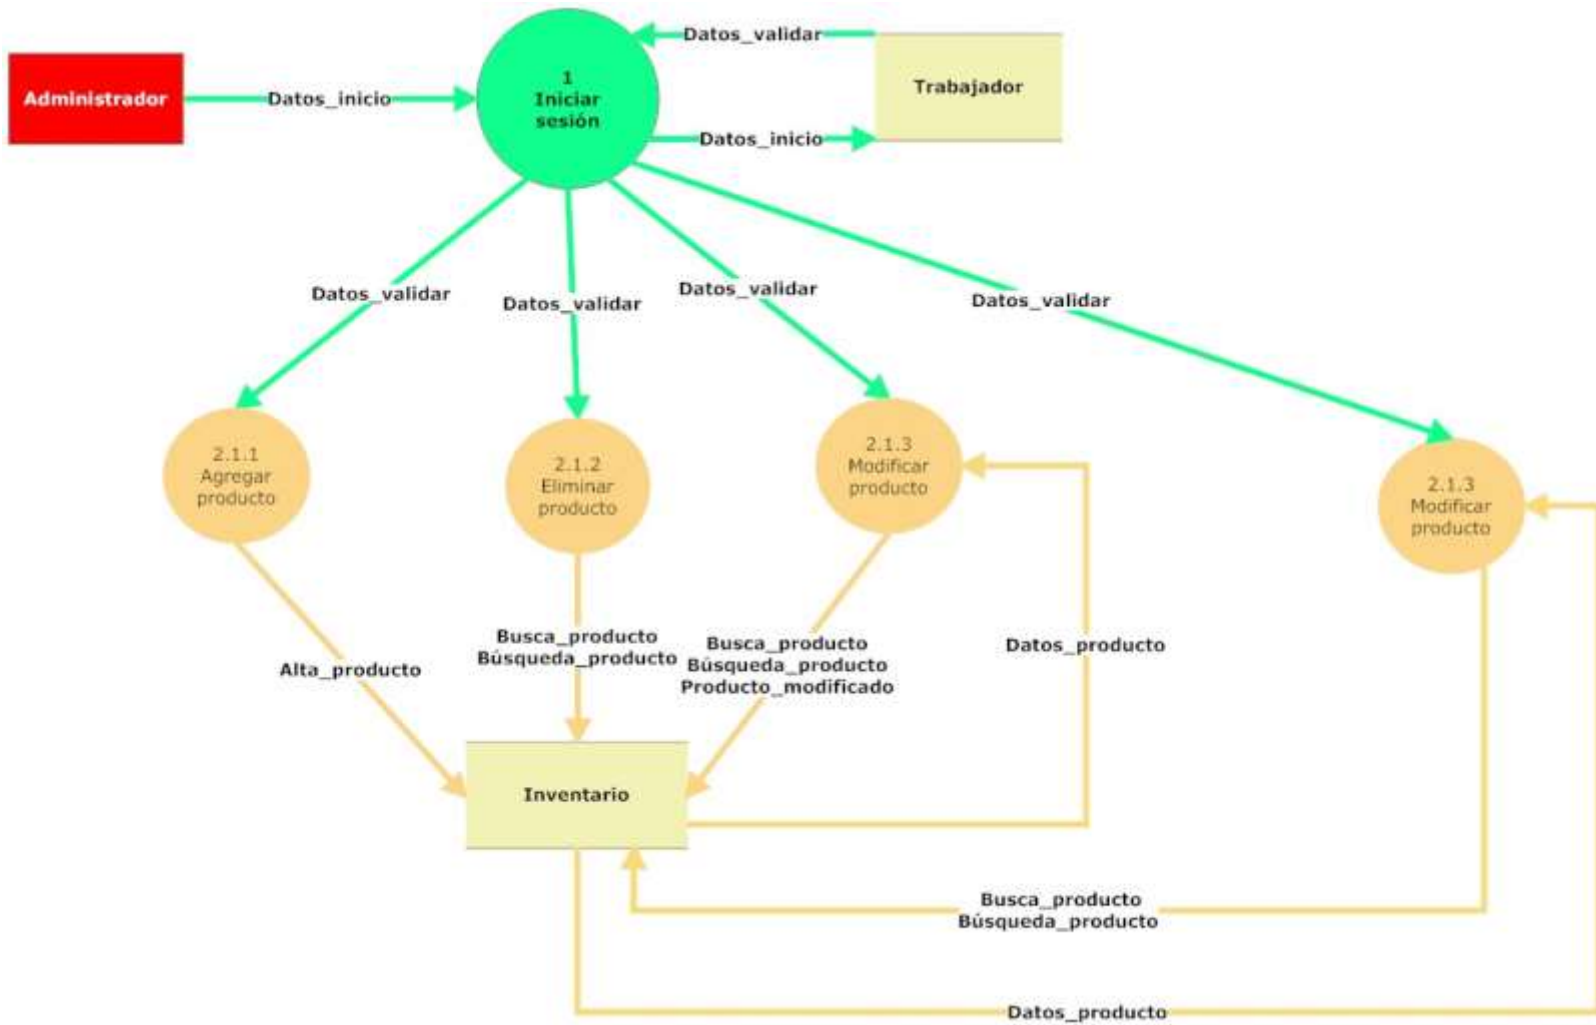 Datos_validar
Administrador
Datos_inicio
1
Iniciar
sesión
Trabajador
Datos_inicio
Datos_validar
Datos_validar
Datos_validar
Datos_validar
2.1.1
Agregar
producto
2.1.2
Eliminar
producto
2.1.3
Modificar
producto
2.1.3
Modificar
producto
Alta_producto
Busca_producto
Búsqueda_producto
Busca_producto
Búsqueda_producto
Producto_modificado
Datos_producto
Inventario
Busca_producto
Búsqueda_producto
Datos_producto